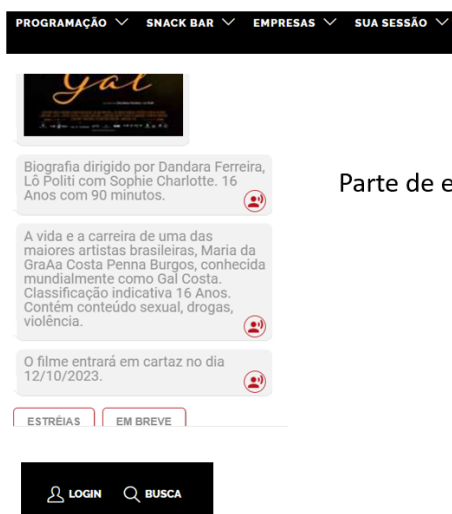 PROGRAMAÇÃO SNACK BAR EMPRESAS SUA SESSÃO
Gal
Biografia dirigido por Dandara Ferreira,
Lô Politi com Sophie Charlotte. 16
Anos com 90 minutos.
Parte de e
A vida e a carreira de uma das
maiores artistas brasileiras, Maria da
GraAa Costa Penna Burgos, conhecida
mundialmente como Gal Costa.
Classificação indicativa 16 Anos.
Contém conteúdo sexual, drogas,
violência.
O filme entrará em cartaz no dia
12/10/2023.
ESTRÉIAS EM BREVE
LOGIN BUSCA